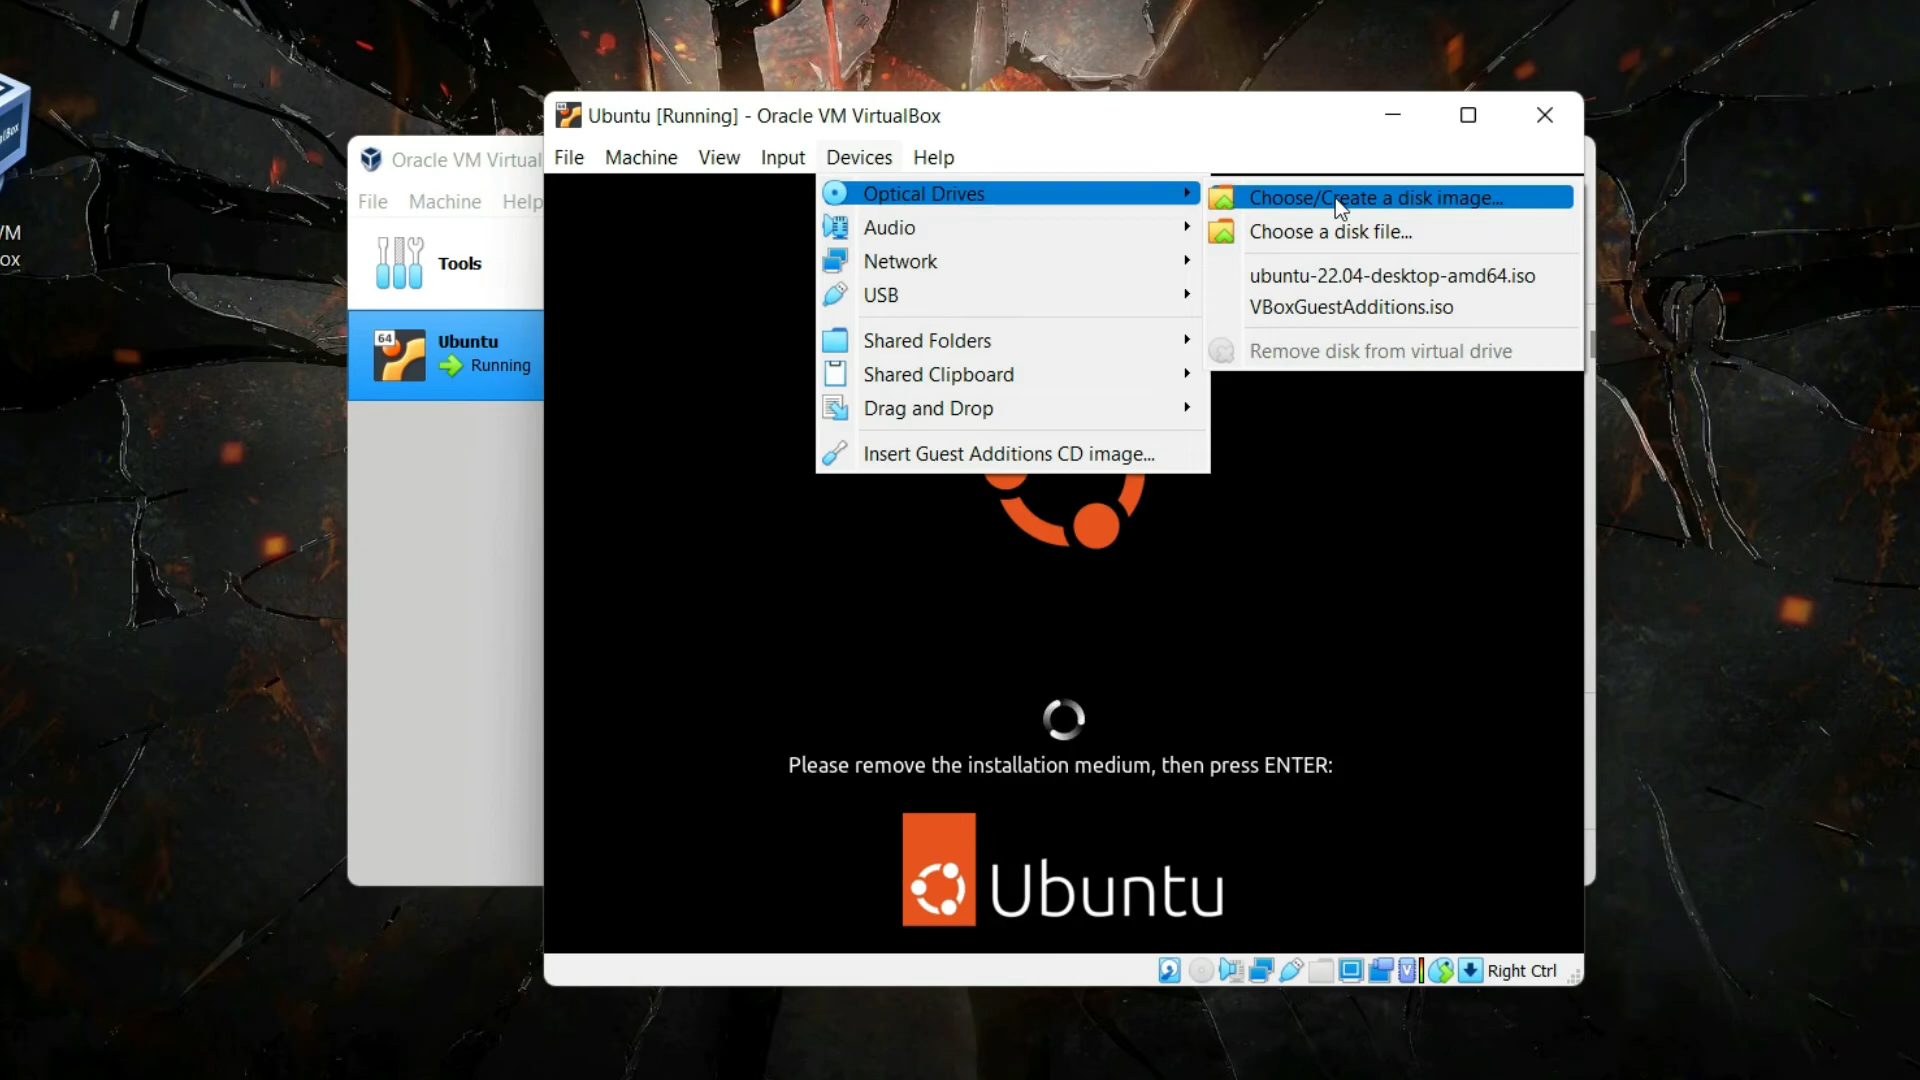 Ubuntu [Running] - Oracle VM VirtualBox
File Machine View Input Devices Help
Oracle VM Virtual
File Machine Help
Tools
64
Ubuntu
Running
Optical Drives
Audio
Network
USB
Shared Folders
Shared Clipboard
Drag and Drop
Insert Guest Additions CD image...
Choose/Create a disk image...
Choose a disk file...
ubuntu-22.04-desktop-amd64.iso
VBoxGuestAdditions.iso
Remove disk from virtual drive
Please remove the installation medium, then press ENTER:
Ubuntu
Right Ctrl